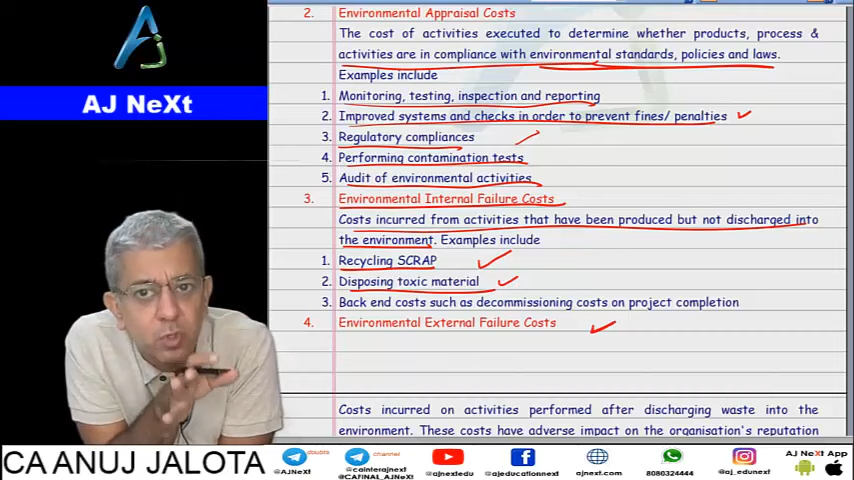 2. Environmental Appraisal Costs
The cost of activities executed to determine whether products, process &
activities are in compliance with environmental standards, policies and laws.
Examples include
1. Monitoring, testing, inspection and reporting
2. Improved systems and checks in order to prevent fines/ penalties
3. Regulatory compliances
4. Performing contamination tests
5. Audit of environmental activities
3. Environmental Internal Failure Costs
Costs incurred from activities that have been produced but not discharged into
the environment. Examples include
1. Recycling SCRAP
2. Disposing toxic material
3. Back end costs such as decommissioning costs on project completion
4. Environmental External Failure Costs
Costs incurred on activities performed after discharging waste into the
environment. These costs have adverse impact on the organisation's reputation
AJ
AJ NeXt
CA ANUJ JALOTA
doubts
/AJNeXt
channel
/cainterajnext
/CAFINAL_AJNeXt
/ajnextedu
/ajeducationnext
ajnext.com
8080324444
@aj_edunext
AJ NeXt App